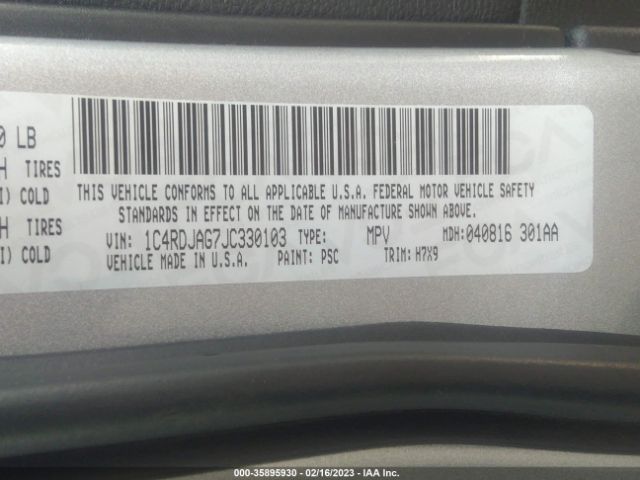 0 LB
H TIRES
I) COLD
H TIRES
I) COLD
THIS VEHICLE CONFORMS TO ALL APPLICABLE U.S.A. FEDERAL MOTOR VEHICLE SAFETY
STANDARDS IN EFFECT ON THE DATE OF MANUFACTURE SHOWN ABOVE.
VIN: 1C4RDJAG7JC330103 TYPE: MPV MDH: 040816 301AA
VEHICLE MADE IN U.S.A. PAINT: PSC TRIM: H7X9
000-35895930 - 02/16/2023 - IAA Inc.